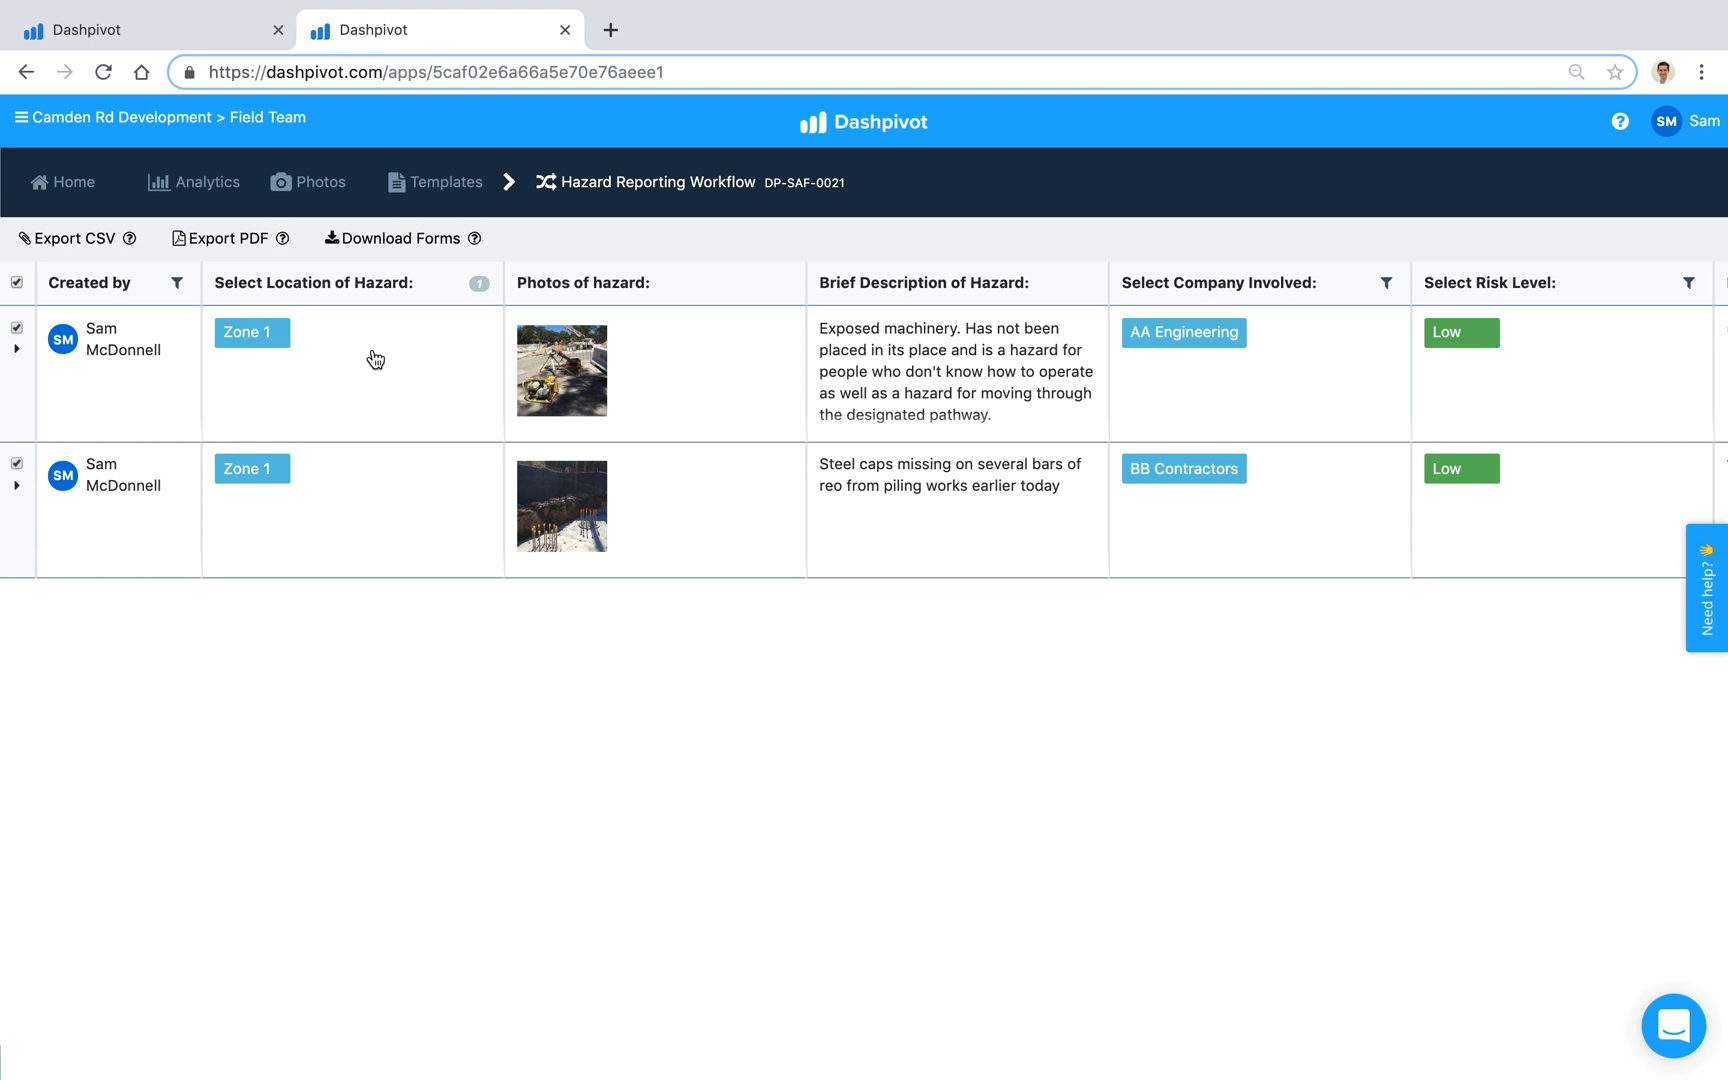 Dashpivot
Dashpivot
https://dashpivot.com/apps/5caf02e6a66a5e70e76aeee1
Camden Rd Development > Field Team
Dashpivot
SM Sam
Home
Analytics
Photos
Templates
Hazard Reporting Workflow DP-SAF-0021
Export CSV
Export PDF
Download Forms
Created by
Select Location of Hazard: 1
Photos of hazard:
Brief Description of Hazard:
Select Company Involved:
Select Risk Level:
SM
Sam
McDonnell
Zone 1
Exposed machinery. Has not been
placed in its place and is a hazard for
people who don't know how to operate
as well as a hazard for moving through
the designated pathway.
AA Engineering
Low
SM
Sam
McDonnell
Zone 1
Steel caps missing on several bars of
reo from piling works earlier today
BB Contractors
Low
Need help? 👋